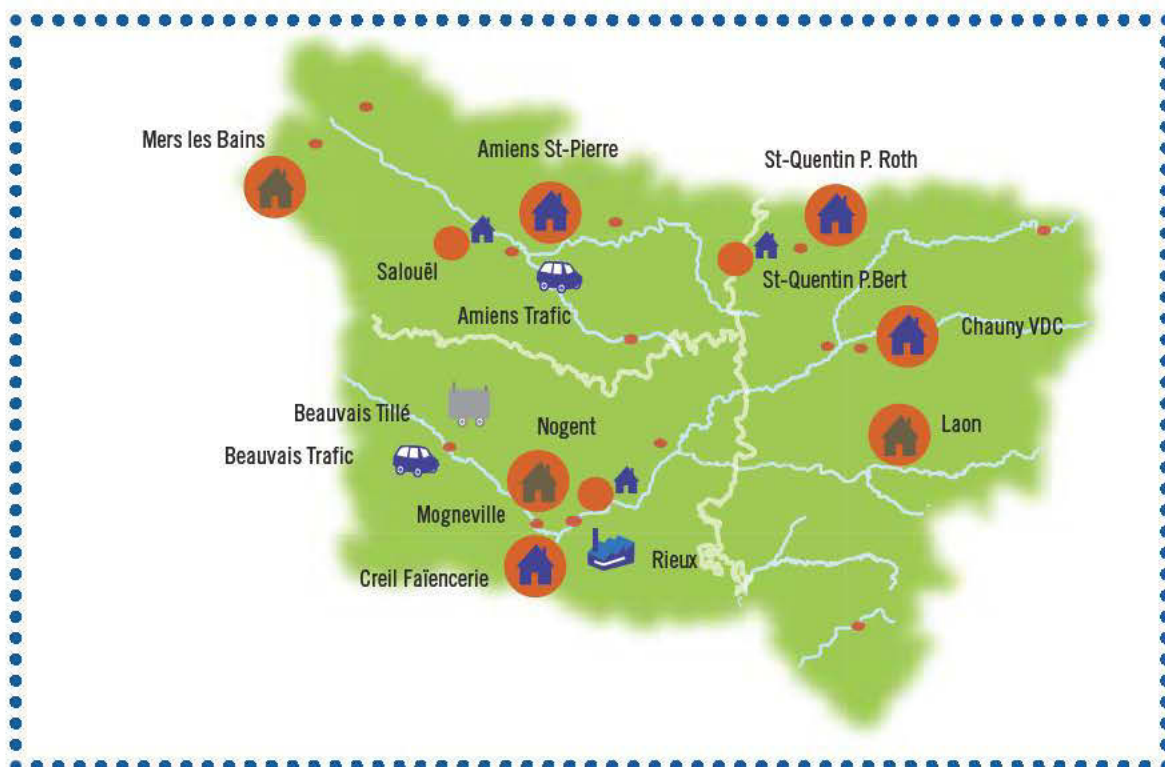 Mers les Bains
Amiens St-Pierre
St-Quentin P. Roth
Salouël
St-Quentin P.Bert
Amiens Trafic
Chauny VDC
Beauvais Tillé
Nogent
Laon
Beauvais Trafic
Mogneville
Rieux
Creil Faïencerie